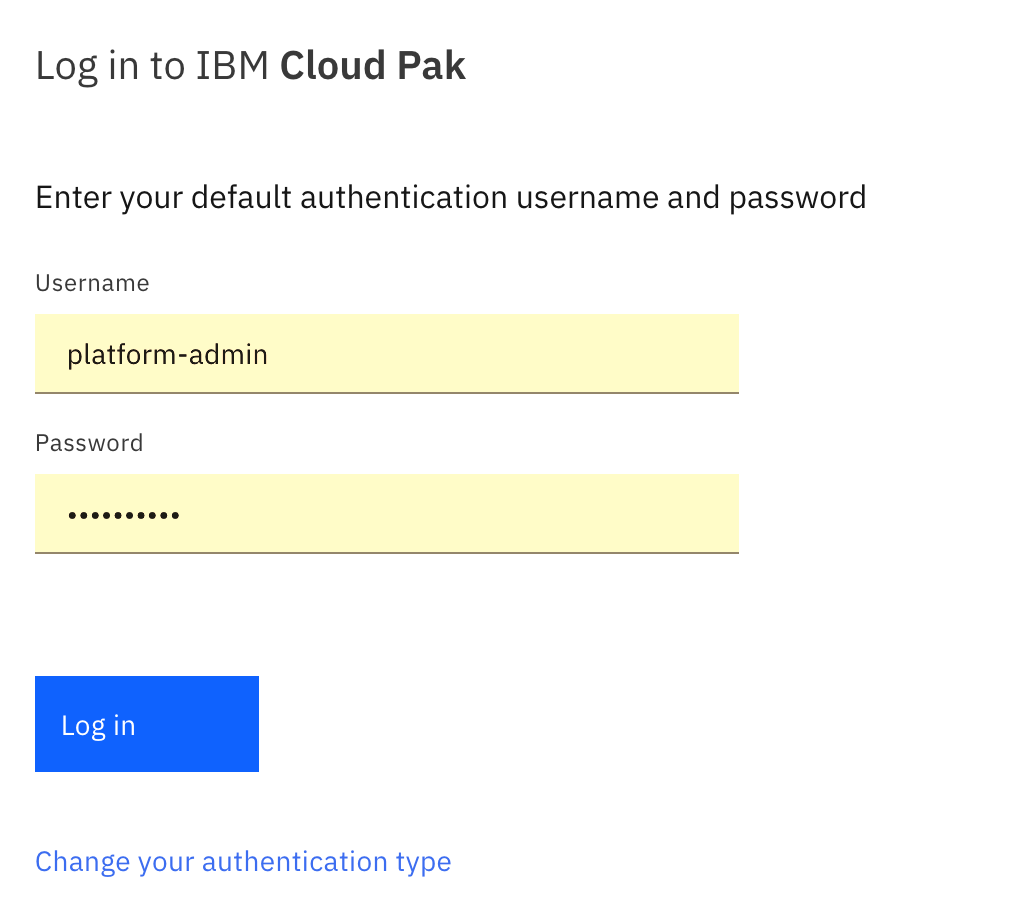 Log in to IBM Cloud Pak
Enter your default authentication username and password
Username
platform-admin
Password
••••••••••
Log in
Change your authentication type